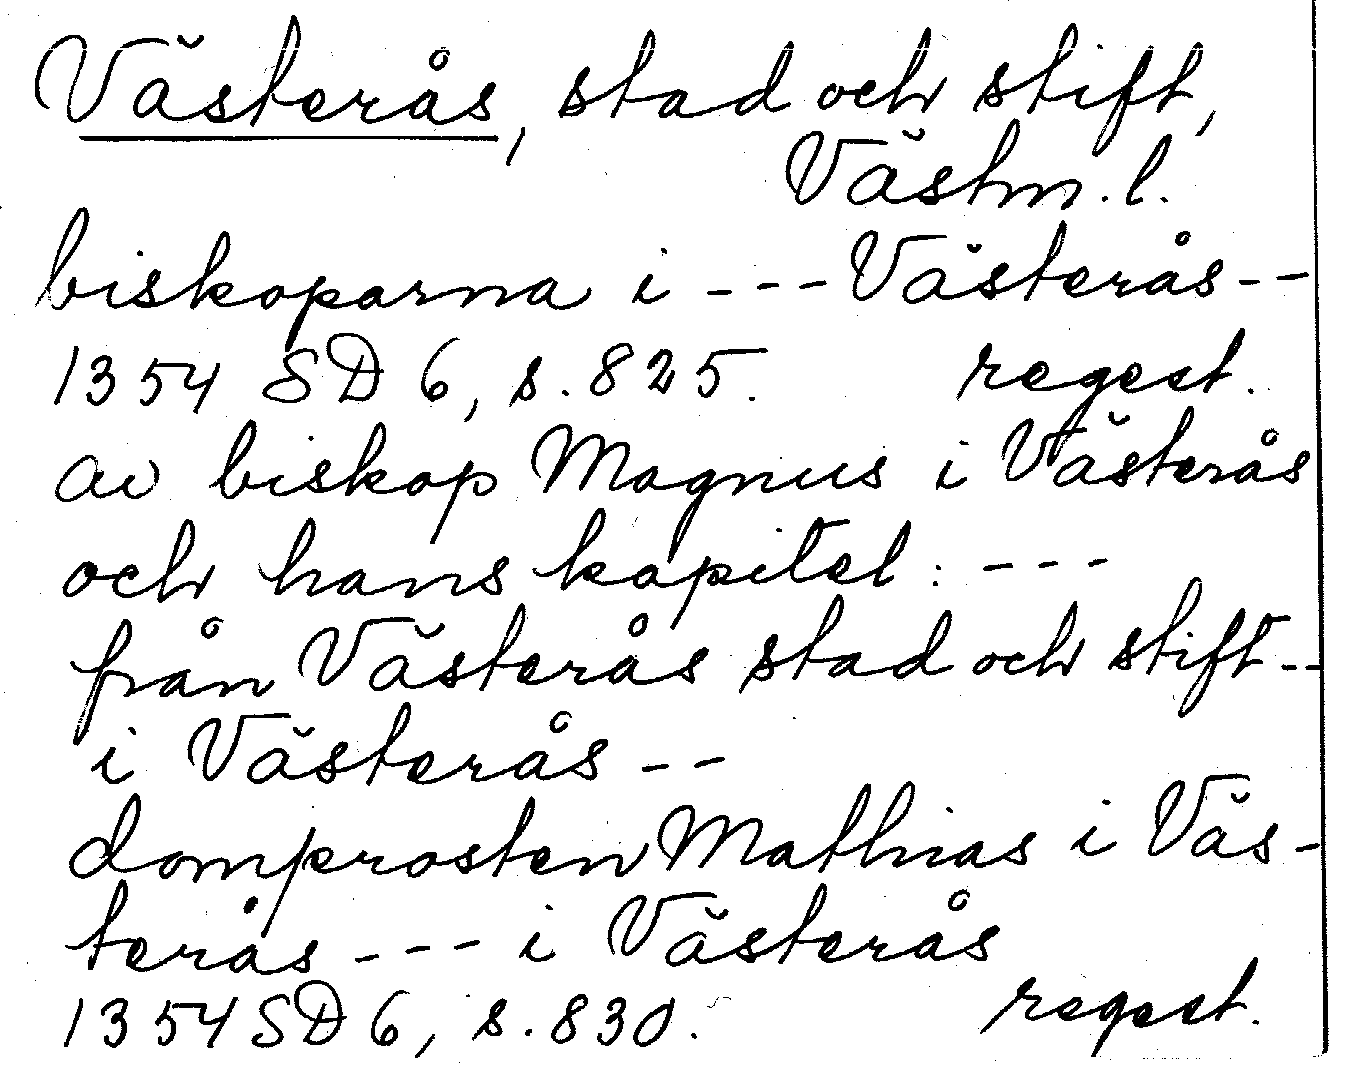 Västerås, stad och stift,
Västm.l.
biskoparna i --- Västerås --
1354 SD 6, s. 825. regest.
av biskop Magnus i Västerås
och hans kapitel: ---
från Västerås stad och stift --
i Västerås --
domprosten Mathias i Väs-
terås --- i Västerås
1354 SD 6, s. 830. regest.